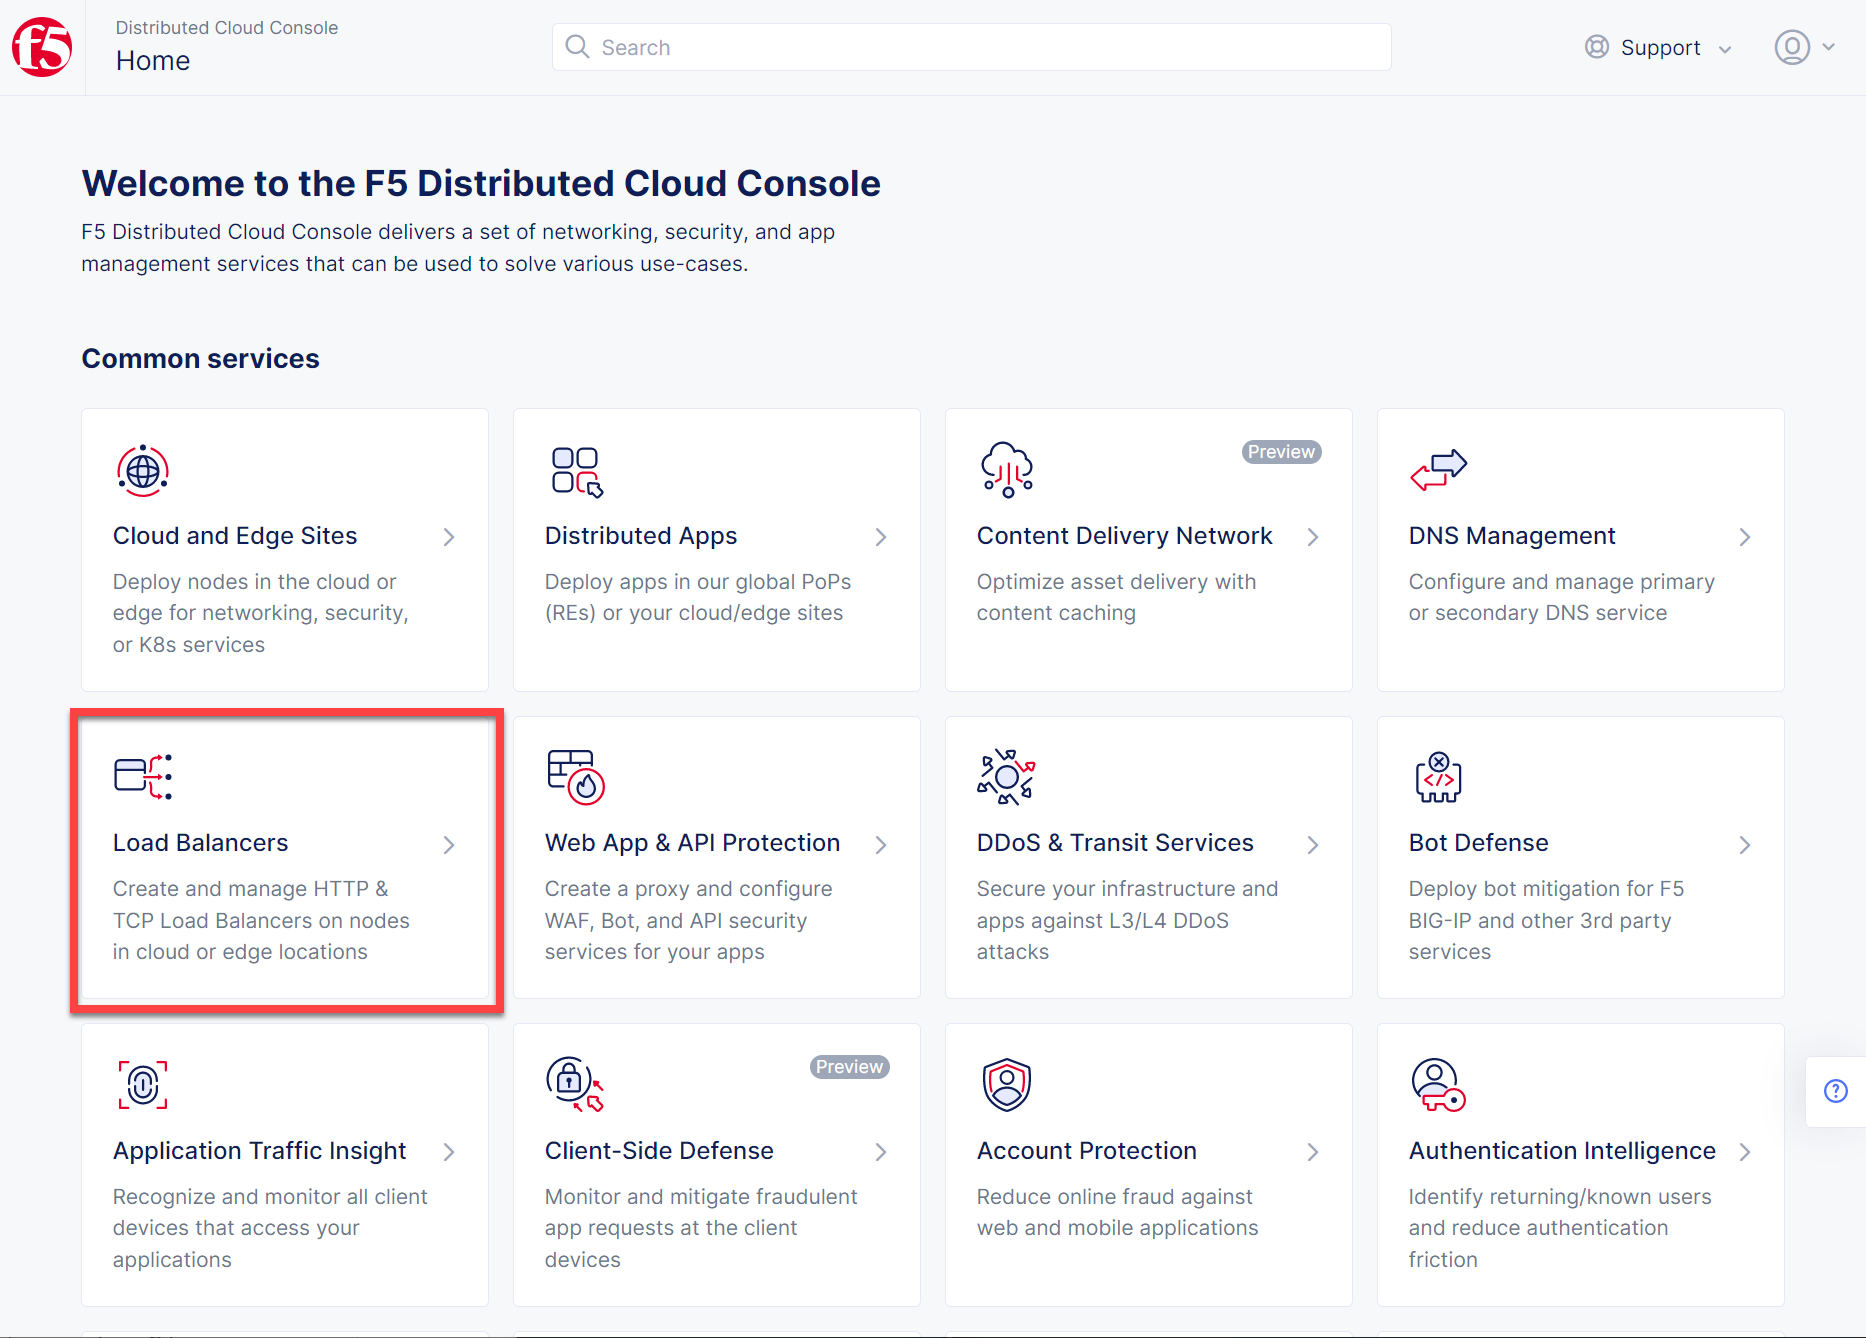 f5
Distributed Cloud Console
Home
Search
Support
Welcome to the F5 Distributed Cloud Console
F5 Distributed Cloud Console delivers a set of networking, security, and app
management services that can be used to solve various use-cases.
Common services
Cloud and Edge Sites
Deploy nodes in the cloud or
edge for networking, security,
or K8s services
Distributed Apps
Deploy apps in our global PoPs
(REs) or your cloud/edge sites
Preview
Content Delivery Network
Optimize asset delivery with
content caching
DNS Management
Configure and manage primary
or secondary DNS service
Load Balancers
Create and manage HTTP &
TCP Load Balancers on nodes
in cloud or edge locations
Web App & API Protection
Create a proxy and configure
WAF, Bot, and API security
services for your apps
DDoS & Transit Services
Secure your infrastructure and
apps against L3/L4 DDoS
attacks
Bot Defense
Deploy bot mitigation for F5
BIG-IP and other 3rd party
services
Application Traffic Insight
Recognize and monitor all client
devices that access your
applications
Preview
Client-Side Defense
Monitor and mitigate fraudulent
app requests at the client
devices
Account Protection
Reduce online fraud against
web and mobile applications
Authentication Intelligence
Identify returning/known users
and reduce authentication
friction